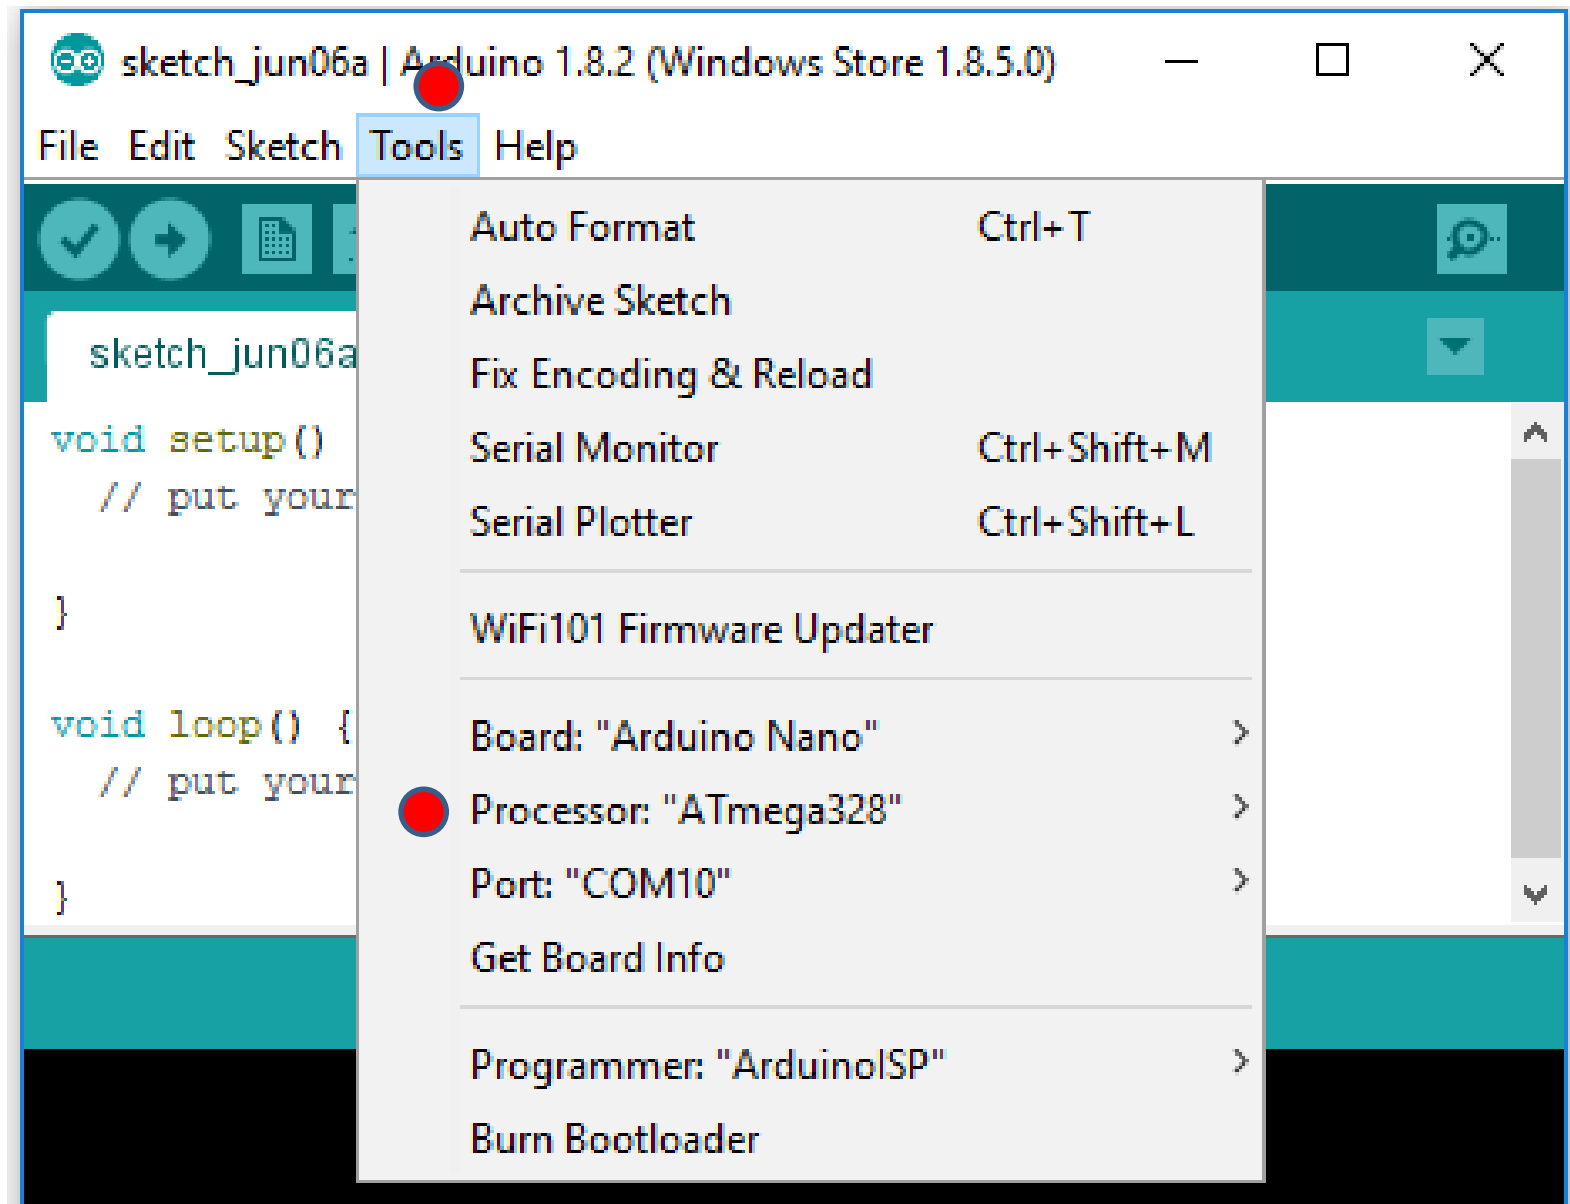 sketch_jun06a | Arduino 1.8.2 (Windows Store 1.8.5.0)
File Edit Sketch Tools Help
Auto Format Ctrl+T
Archive Sketch
sketch_jun06a
Fix Encoding & Reload
void setup()
Serial Monitor Ctrl+Shift+M
// put your
Serial Plotter Ctrl+Shift+L
}
WiFi101 Firmware Updater
void loop() {
Board: "Arduino Nano"
// put your
Processor: "ATmega328"
Port: "COM10"
}
Get Board Info
Programmer: "ArduinoISP"
Burn Bootloader